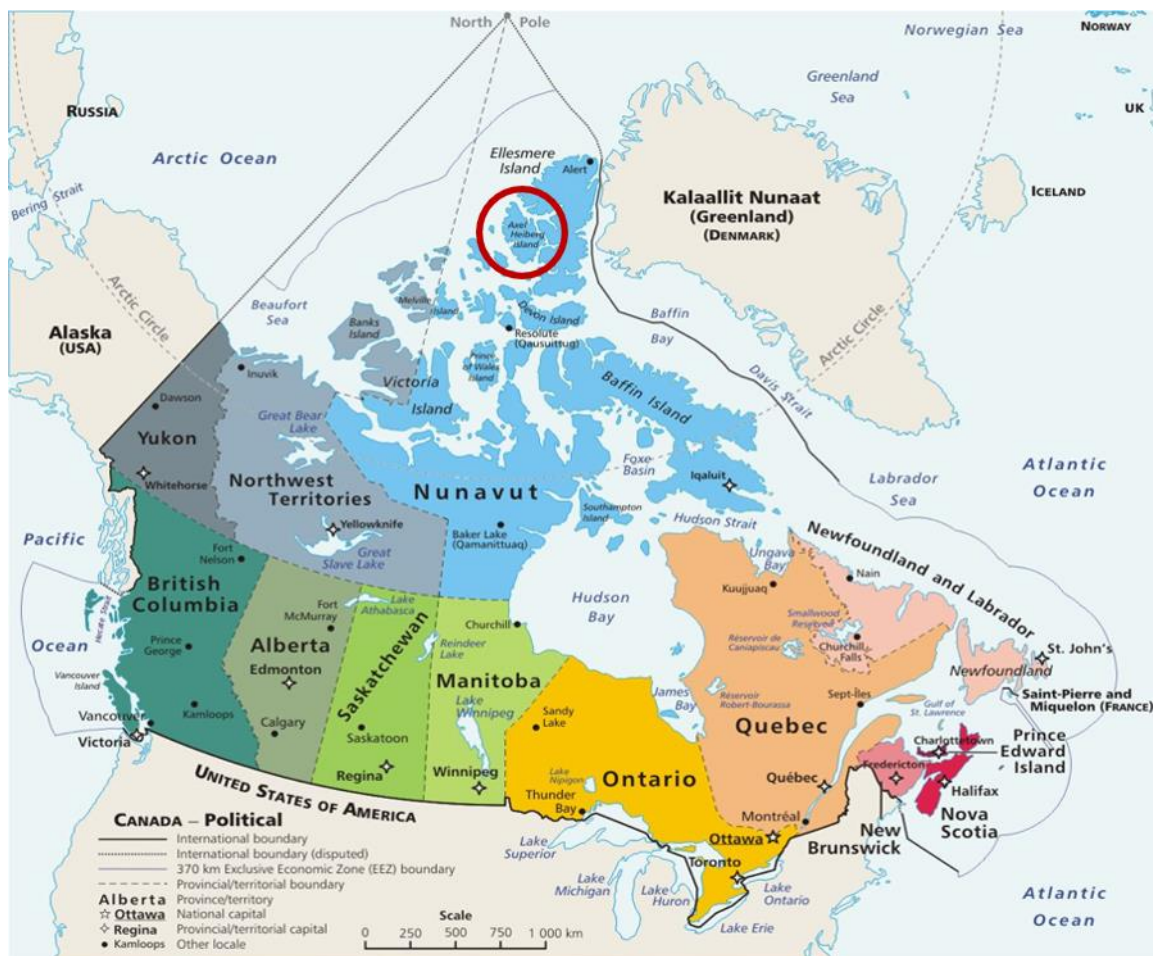 North Pole
Norwegian Sea
NORWAY
Greenland
Sea
UK
RUSSIA
Arctic Ocean
Ellesmere
Island
Alert
ICELAND
Bering Strait
Kalaallit Nunaat
(Greenland)
(DENMARK)
Axel
Heiberg
island
Arctic Circle
Beaufort
Sea
Melville
Island
Devon Island
Baffin
Bay
Arctic Circle
Alaska
(USA)
Banks
Island
Resolute
(Qausuittuq)
Prince
of Wales
Island
Davis Strait
Inuvik
Victoria
Island
Baffin Island
Dawson
Great Bear
Lake
Yukon
Foxe
Basin
Iqaluit
Labrador
Sea
Atlantic
Ocean
Whitehorse
Northwest
Territories
Nunavut
Yellowknife
Southampton
Island
Hudson Strait
Baker Lake
(Qamanittuaq)
Pacific
Ocean
Fort
Nelson
Great
Slave Lake
Ungava
Bay
Newfoundland and Labrador
Nain
Kuujjuaq
British
Columbia
Hecate Strait
Fort
McMurray
Lake
Athabasca
Hudson
Bay
Smallwood
Reservoir
Churchill
Churchill
Falls
Réservoir de
Caniapiscau
Prince
George
Alberta
Edmonton
Saskatchewan
Reindeer
Lake
St. John's
Newfoundland
Vancouver
Island
Manitoba
James
Bay
Réservoir
Robert-Bourassa
Sept-Îles
Saint-Pierre and
Miquelon (FRANCE)
Kamloops
Lake
Winnipeg
Sandy
Lake
Gulf of
St. Lawrence
Vancouver
Victoria
Calgary
Saskatoon
Quebec
Charlottetown
Prince
Edward
Island
Regina
Winnipeg
Ontario
Lake
Nipigon
Québec
Fredericton
Halifax
UNITED STATES OF AMERICA
Thunder
Bay
Montréal
Nova
Scotia
New
Brunswick
Ottawa
Lake
Superior
Toronto
Lake
Michigan
Lake
Huron
Lake
Ontario
Lake Erie
Atlantic
Ocean
CANADA – Political
International boundary
International boundary (disputed)
370 km Exclusive Economic Zone (EEZ) boundary
Provincial/territorial boundary
Alberta Province/territory
Ottawa National capital
Regina Provincial/territorial capital
Kamloops Other locale
Scale
0 250 500 1 000 km